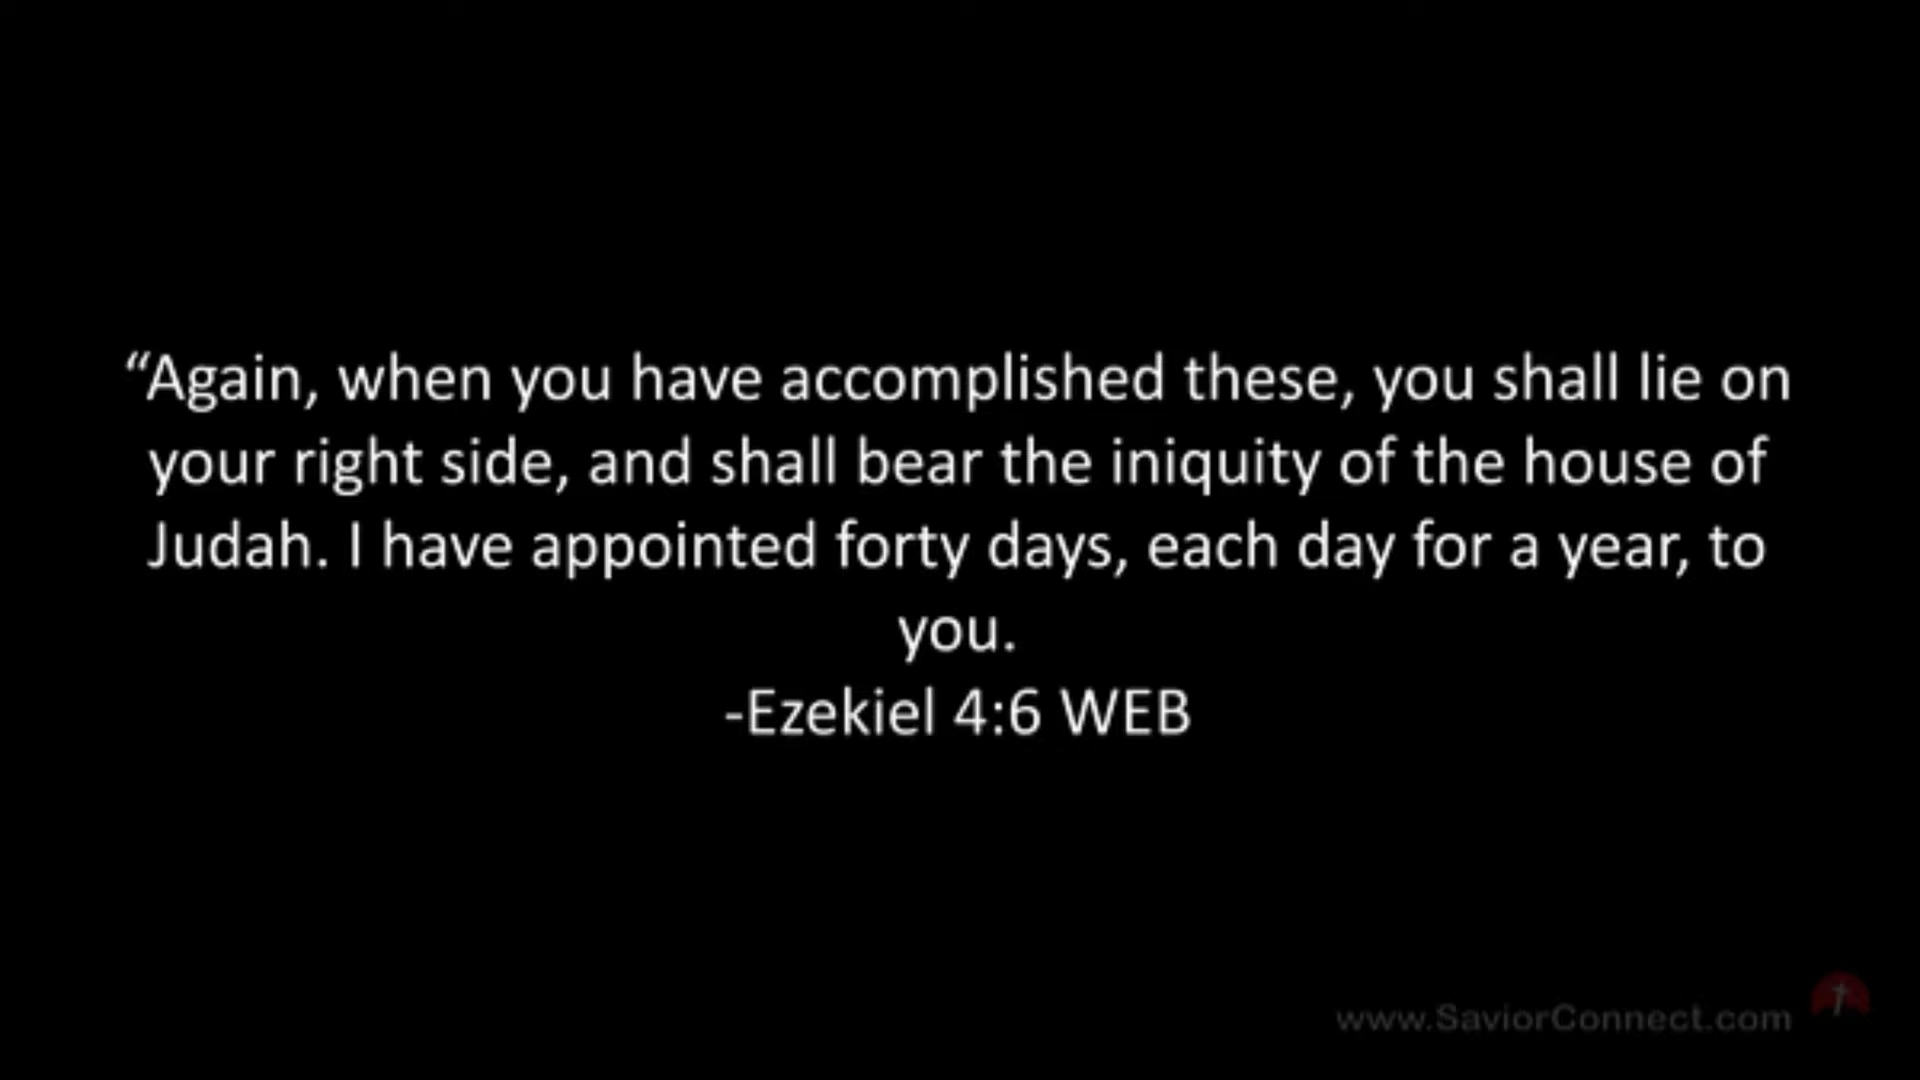 “Again, when you have accomplished these, you shall lie on
your right side, and shall bear the iniquity of the house of
Judah. I have appointed forty days, each day for a year, to
you.
-Ezekiel 4:6 WEB
www.SaviorConnect.com